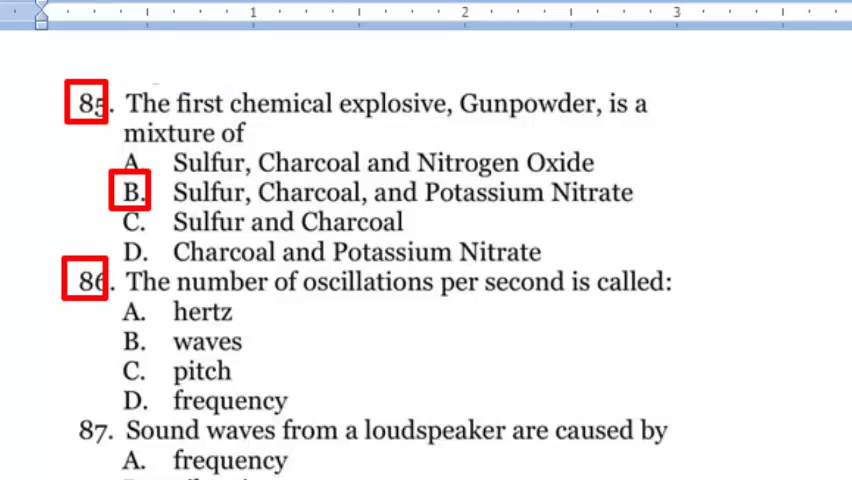 1 2 3
85. The first chemical explosive, Gunpowder, is a
mixture of
A. Sulfur, Charcoal and Nitrogen Oxide
B. Sulfur, Charcoal, and Potassium Nitrate
C. Sulfur and Charcoal
D. Charcoal and Potassium Nitrate
86. The number of oscillations per second is called:
A. hertz
B. waves
C. pitch
D. frequency
87. Sound waves from a loudspeaker are caused by
A. frequency